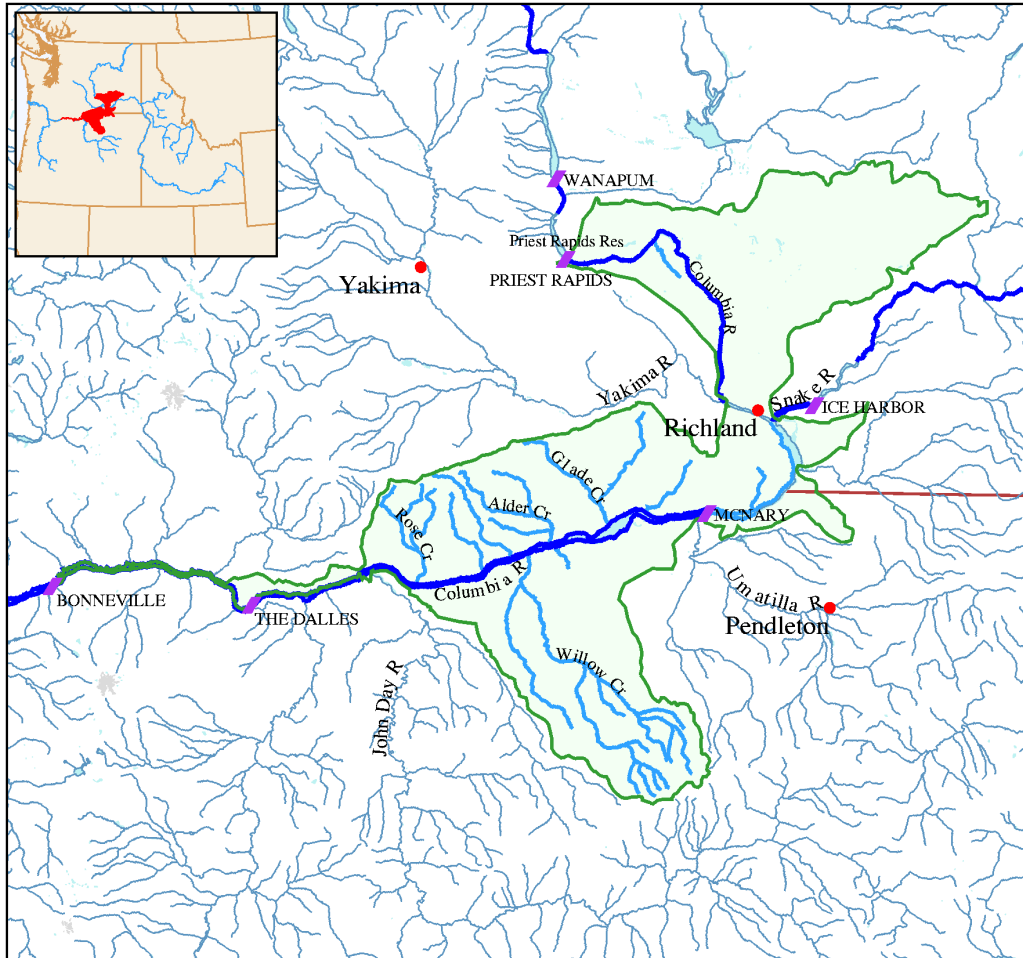 WANAPUM
Priest Rapids Res
PRIEST RAPIDS
Yakima
Columbia R
Yakima R
Snake R
ICE HARBOR
Richland
Glade Cr
Alder Cr
Rose Cr
MCNARY
Columbia R
Umatilla R
Pendleton
BONNEVILLE
THE DALLES
Willow Cr
John Day R